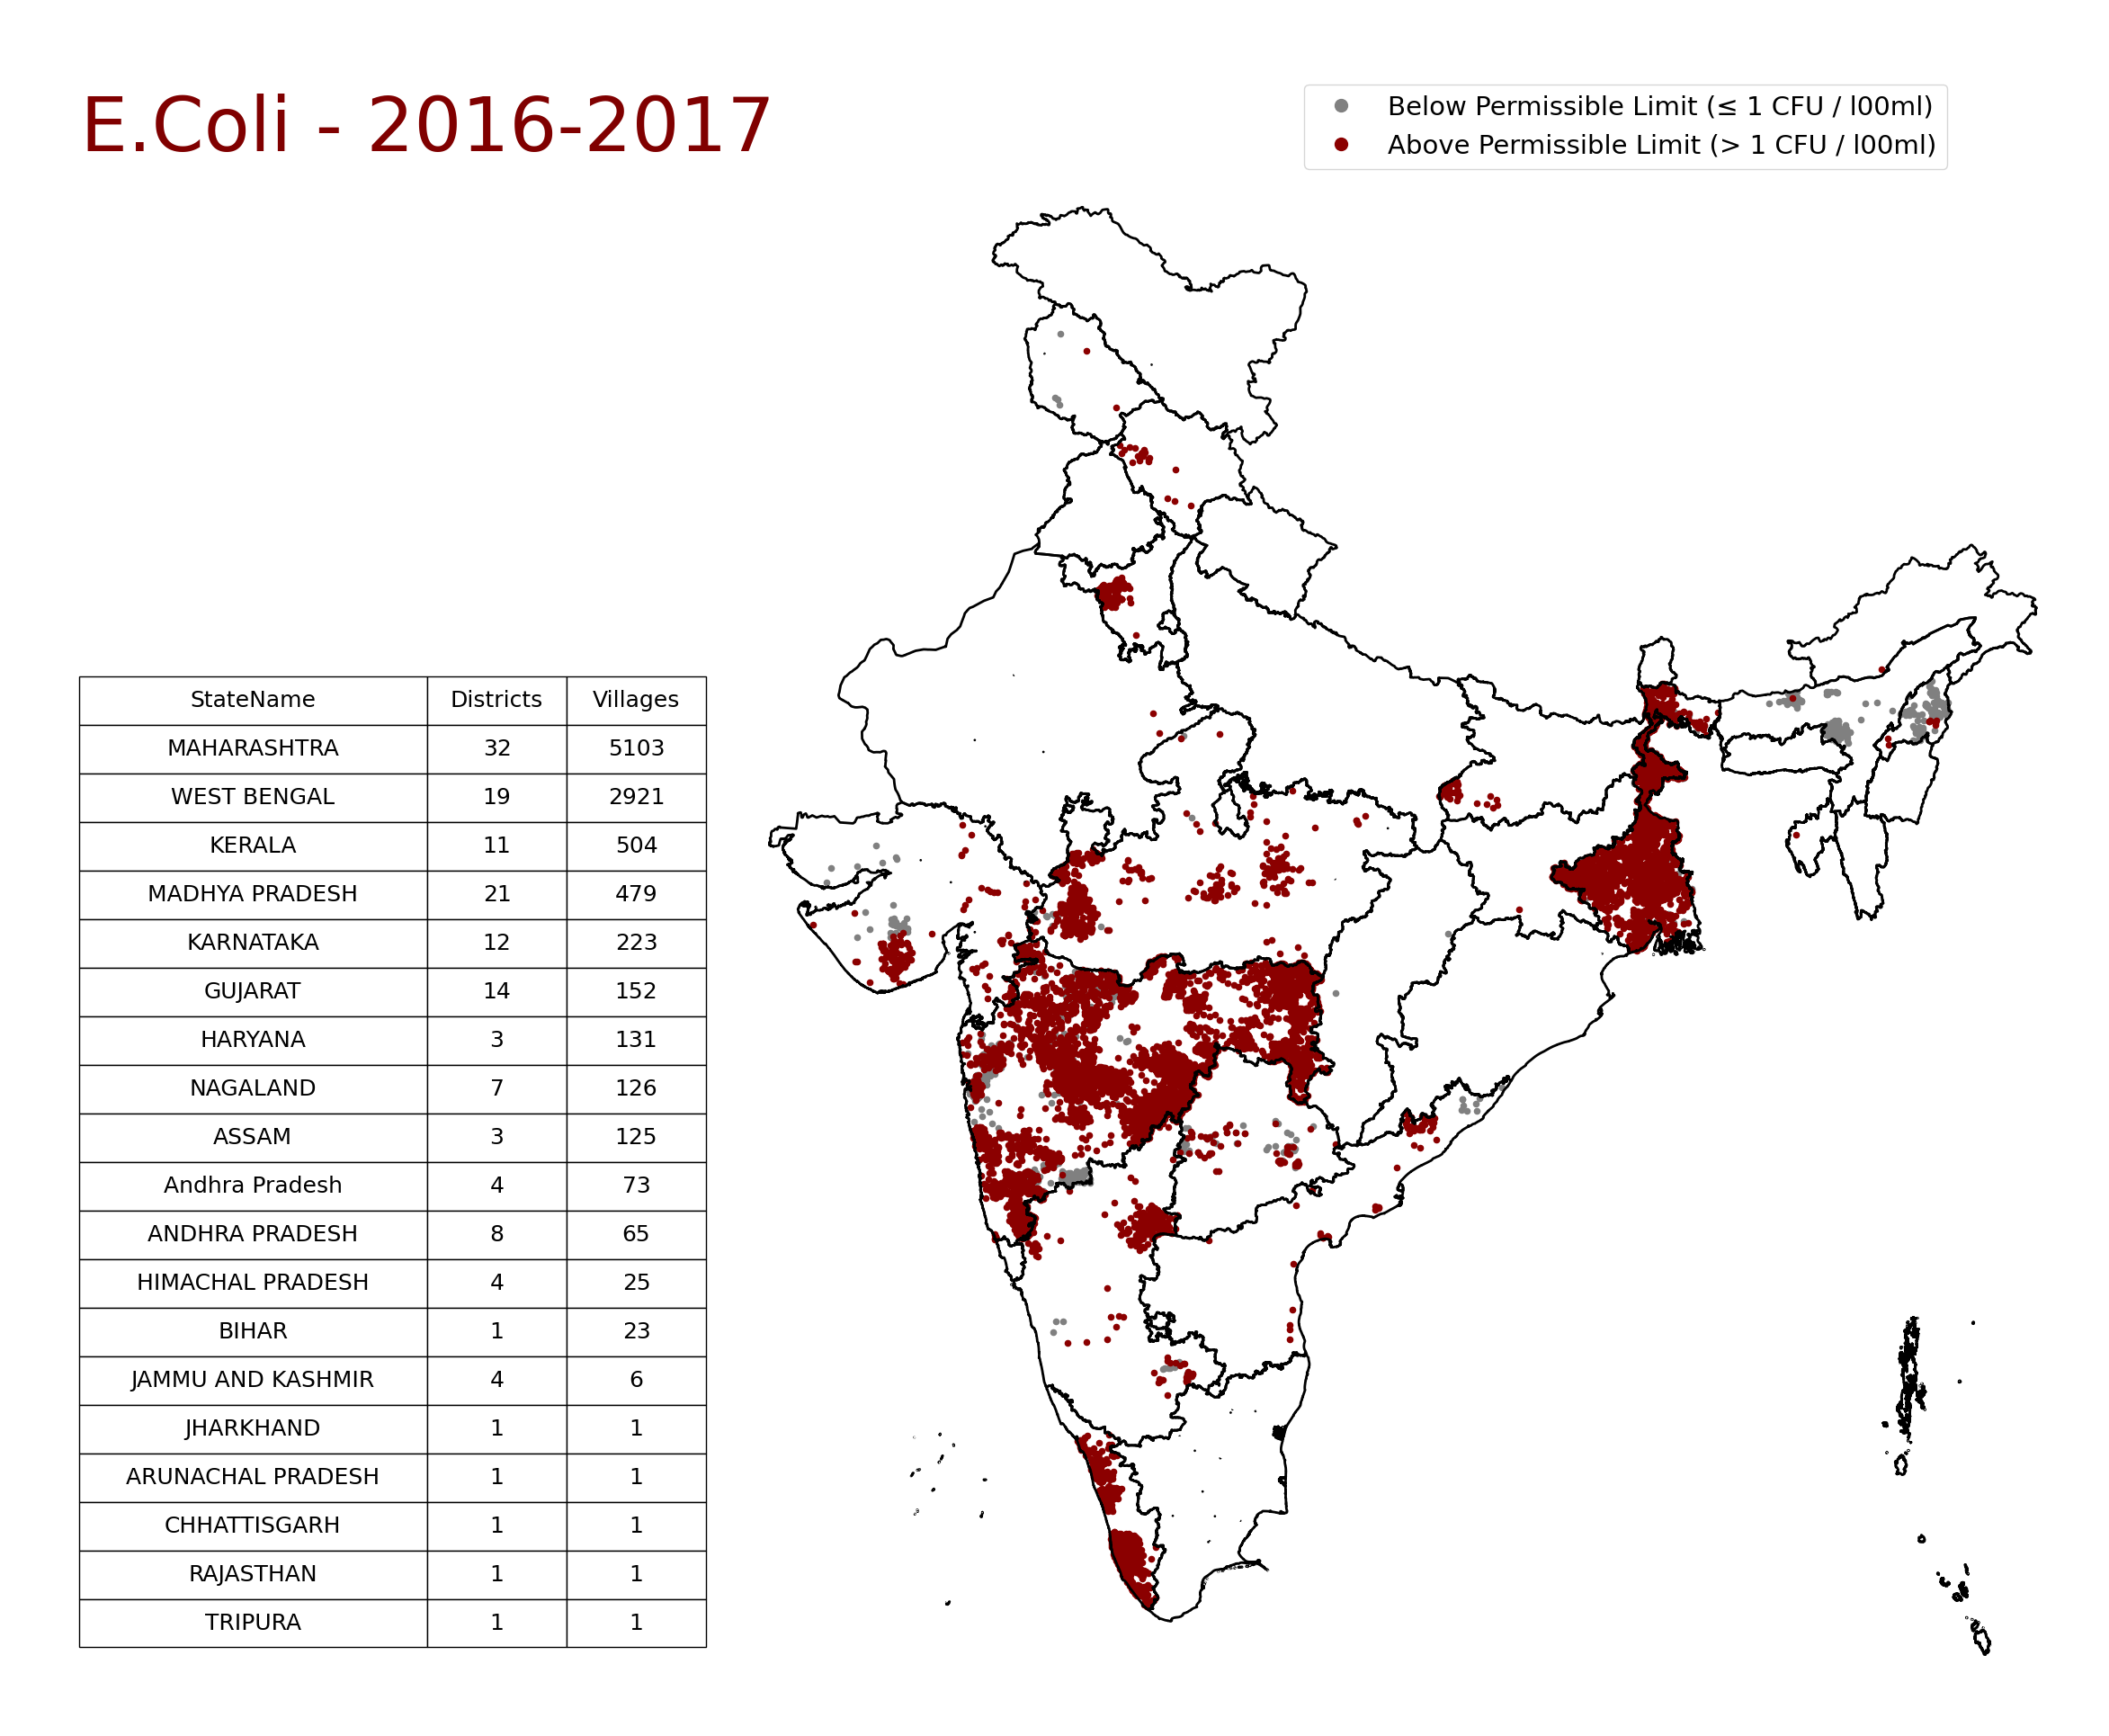 E.Coli - 2016-2017
Below Permissible Limit (≤ 1 CFU / l00ml)
Above Permissible Limit (> 1 CFU / l00ml)
StateName Districts Villages
MAHARASHTRA 32 5103
WEST BENGAL 19 2921
KERALA 11 504
MADHYA PRADESH 21 479
KARNATAKA 12 223
GUJARAT 14 152
HARYANA 3 131
NAGALAND 7 126
ASSAM 3 125
Andhra Pradesh 4 73
ANDHRA PRADESH 8 65
HIMACHAL PRADESH 4 25
BIHAR 1 23
JAMMU AND KASHMIR 4 6
JHARKHAND 1 1
ARUNACHAL PRADESH 1 1
CHHATTISGARH 1 1
RAJASTHAN 1 1
TRIPURA 1 1